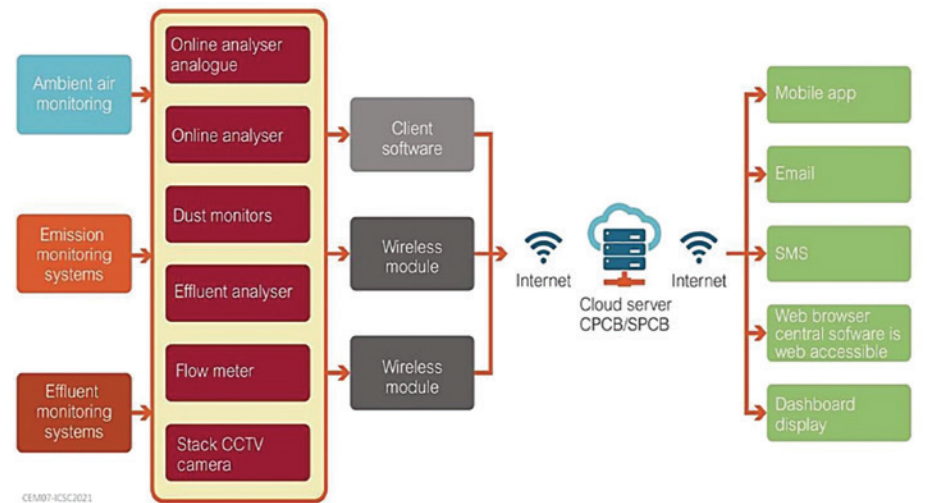 Ambient air
monitoring
Emission
monitoring
systems
Effluent
monitoring
systems
Online analyser
analogue
Online analyser
Dust monitors
Effluent analyser
Flow meter
Stack CCTV
camera
Client
software
Wireless
module
Wireless
module
Internet
Cloud server
CPCB/SPCB
Internet
Mobile app
Email
SMS
Web browser
central sofware is
web accessible
Dashboard
display
CEM07-ICSC2021